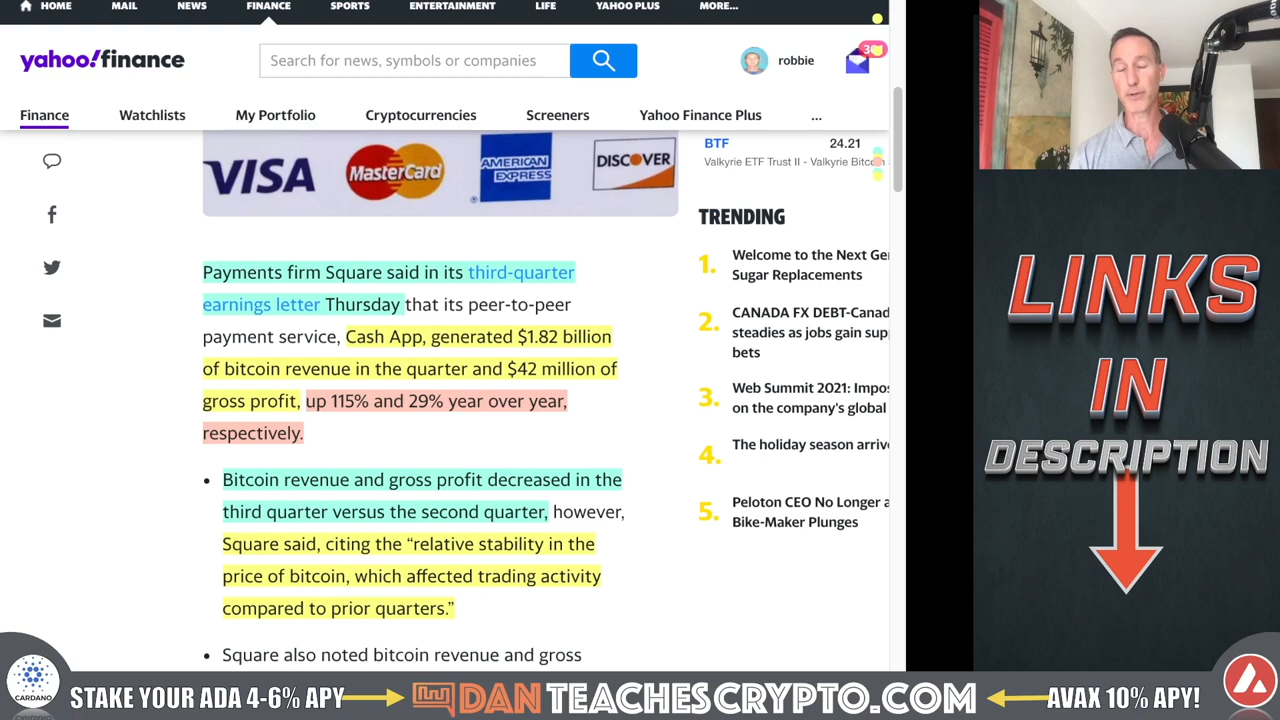 HOME MAIL NEWS FINANCE SPORTS ENTERTAINMENT LIFE YAHOO PLUS MORE...
yahoo!finance
Search for news, symbols or companies
robbie
Finance Watchlists My Portfolio Cryptocurrencies Screeners Yahoo Finance Plus ...
VISA MasterCard AMERICAN EXPRESS DISCOVER
Payments firm Square said in its third-quarter
earnings letter Thursday that its peer-to-peer
payment service, Cash App, generated $1.82 billion
of bitcoin revenue in the quarter and $42 million of
gross profit, up 115% and 29% year over year,
respectively.
• Bitcoin revenue and gross profit decreased in the
third quarter versus the second quarter, however,
Square said, citing the “relative stability in the
price of bitcoin, which affected trading activity
compared to prior quarters.”
• Square also noted bitcoin revenue and gross
BTF 24.21
Valkyrie ETF Trust II - Valkyrie Bitco
TRENDING
1. Welcome to the Next Ge
Sugar Replacements
2. CANADA FX DEBT-Canad
steadies as jobs gain sup
bets
3. Web Summit 2021: Impo
on the company's global
4. The holiday season arriv
5. Peloton CEO No Longer a
Bike-Maker Plunges
LINKS
IN
DESCRIPTION
CARDANO
STAKE YOUR ADA 4-6% APY
DANTEACHESCRYPTO.COM
AVAX 10% APY!